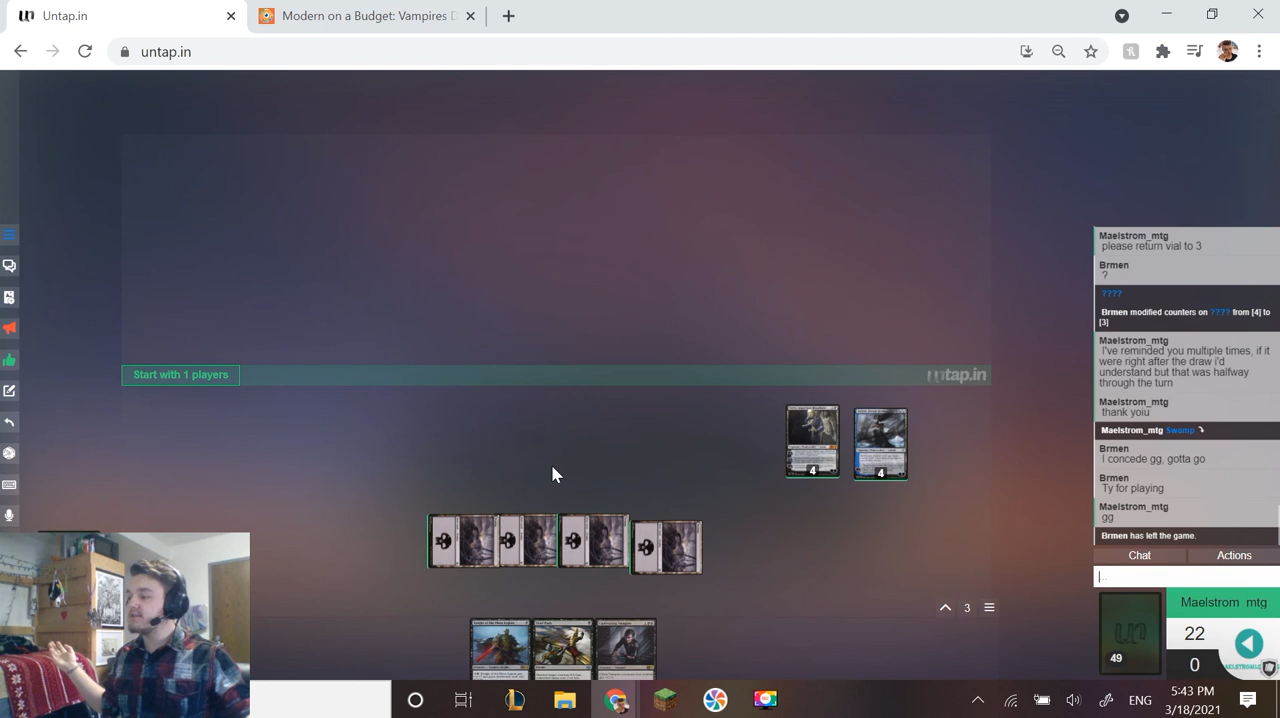 Untap.in
Modern on a Budget: Vampires D
untap.in
Start with 1 players
untap.in
4
4
3
Maelstrom_mtg
please return vial to 3
Brmen
?
????
Brmen modified counters on ???? from [4] to
[3]
Maelstrom_mtg
I've reminded you multiple times, if it
were right after the draw i'd
understand but that was halfway
through the turn
Maelstrom_mtg
thank yoiu
Maelstrom_mtg Swamp
Brmen
I concede gg, gotta go
Brmen
Ty for playing
Maelstrom_mtg
gg
Brmen has left the game.
Chat Actions
...
Maelstrom mtg
22
0
49
ENG
5:43 PM
3/18/2021